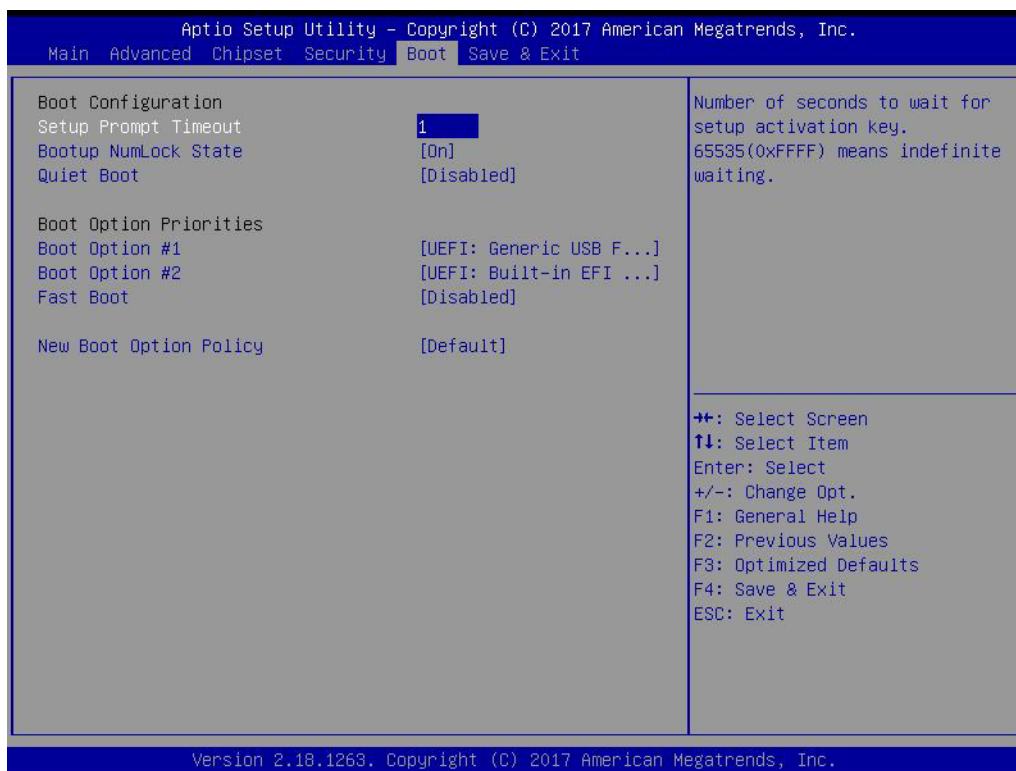 Aptio Setup Utility – Copyright (C) 2017 American Megatrends, Inc.
Main Advanced Chipset Security Boot Save & Exit
Boot Configuration
Setup Prompt Timeout 1
Bootup NumLock State [On]
Quiet Boot [Disabled]
Boot Option Priorities
Boot Option #1 [UEFI: Generic USB F...]
Boot Option #2 [UEFI: Built-in EFI ...]
Fast Boot [Disabled]
New Boot Option Policy [Default]
Number of seconds to wait for
setup activation key.
65535(0xFFFF) means indefinite
waiting.
→←: Select Screen
↑↓: Select Item
Enter: Select
+/-: Change Opt.
F1: General Help
F2: Previous Values
F3: Optimized Defaults
F4: Save & Exit
ESC: Exit
Version 2.18.1263. Copyright (C) 2017 American Megatrends, Inc.